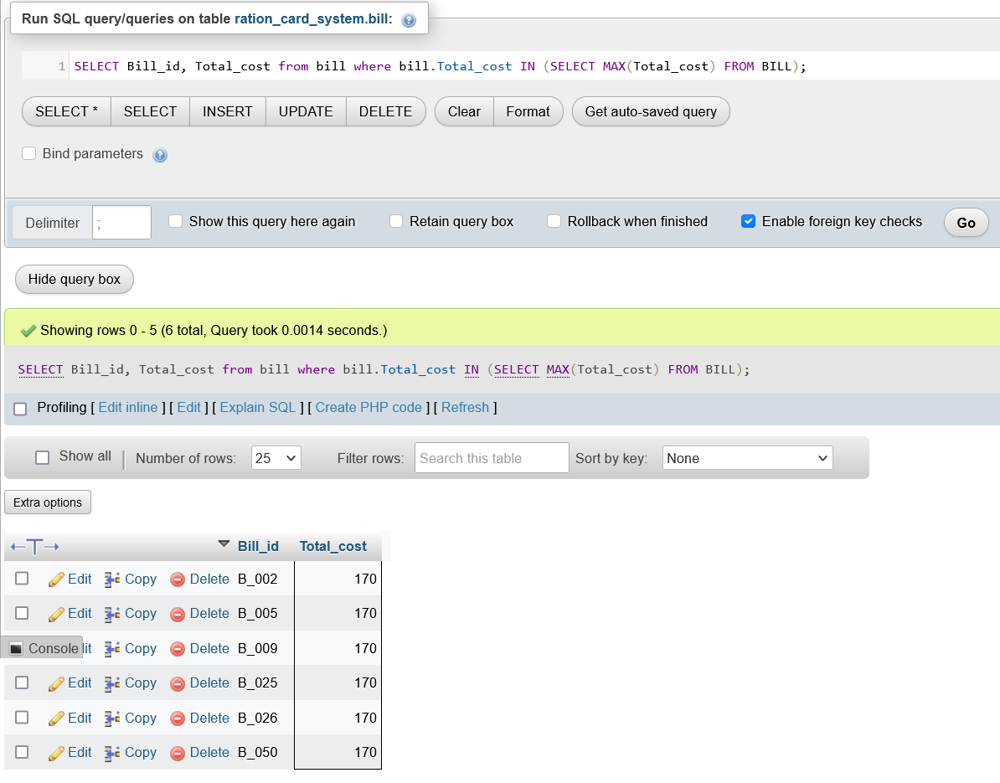 Run SQL query/queries on table ration_card_system.bill:
1 SELECT Bill_id, Total_cost from bill where bill.Total_cost IN (SELECT MAX(Total_cost) FROM BILL);
SELECT * SELECT INSERT UPDATE DELETE Clear Format Get auto-saved query
Bind parameters
Delimiter ; Show this query here again Retain query box Rollback when finished Enable foreign key checks Go
Hide query box
Showing rows 0 - 5 (6 total, Query took 0.0014 seconds.)
SELECT Bill_id, Total_cost from bill where bill.Total_cost IN (SELECT MAX(Total_cost) FROM BILL);
Profiling [ Edit inline ] [ Edit ] [ Explain SQL ] [ Create PHP code ] [ Refresh ]
Show all Number of rows: 25 Filter rows: Search this table Sort by key: None
Extra options
←T→ Bill_id Total_cost
Edit Copy Delete B_002 170
Edit Copy Delete B_005 170
Console it Copy Delete B_009 170
Edit Copy Delete B_025 170
Edit Copy Delete B_026 170
Edit Copy Delete B_050 170